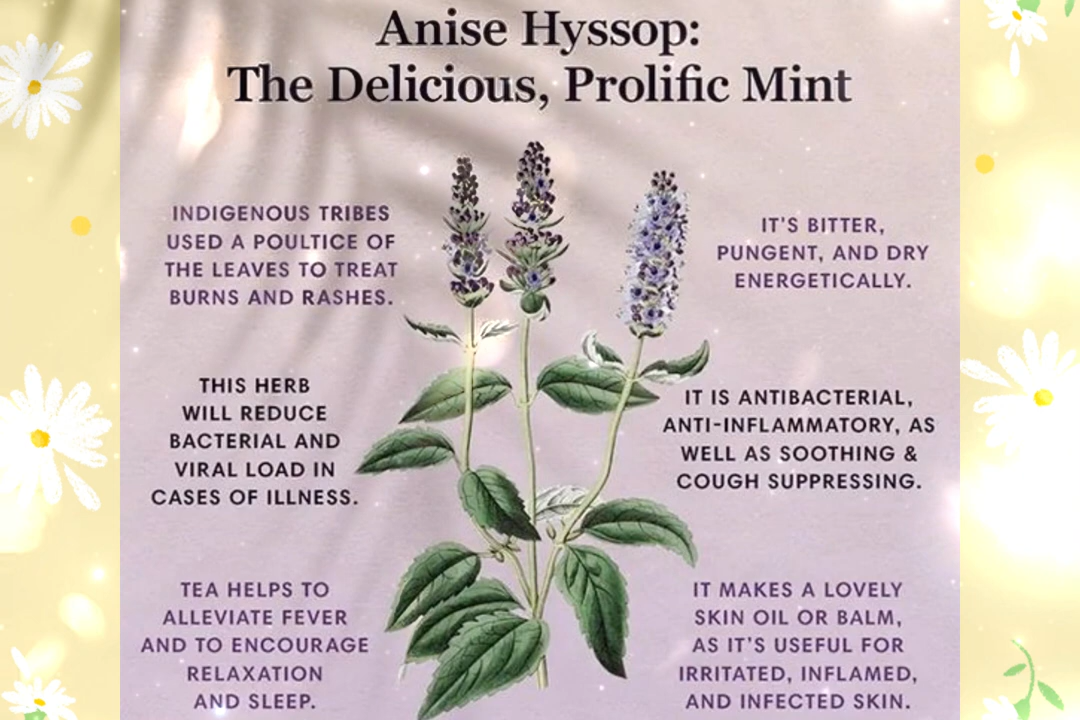 Anise Hyssop:
The Delicious, Prolific Mint
INDIGENOUS TRIBES
USED A POULTICE OF
THE LEAVES TO TREAT
BURNS AND RASHES.
IT'S BITTER,
PUNGENT, AND DRY
ENERGETICALLY.
THIS HERB
WILL REDUCE
BACTERIAL AND
VIRAL LOAD IN
CASES OF ILLNESS.
IT IS ANTIBACTERIAL,
ANTI-INFLAMMATORY, AS
WELL AS SOOTHING &
COUGH SUPPRESSING.
TEA HELPS TO
ALLEVIATE FEVER
AND TO ENCOURAGE
RELAXATION
AND SLEEP.
IT MAKES A LOVELY
SKIN OIL OR BALM,
AS IT'S USEFUL FOR
IRRITATED, INFLAMED,
AND INFECTED SKIN.